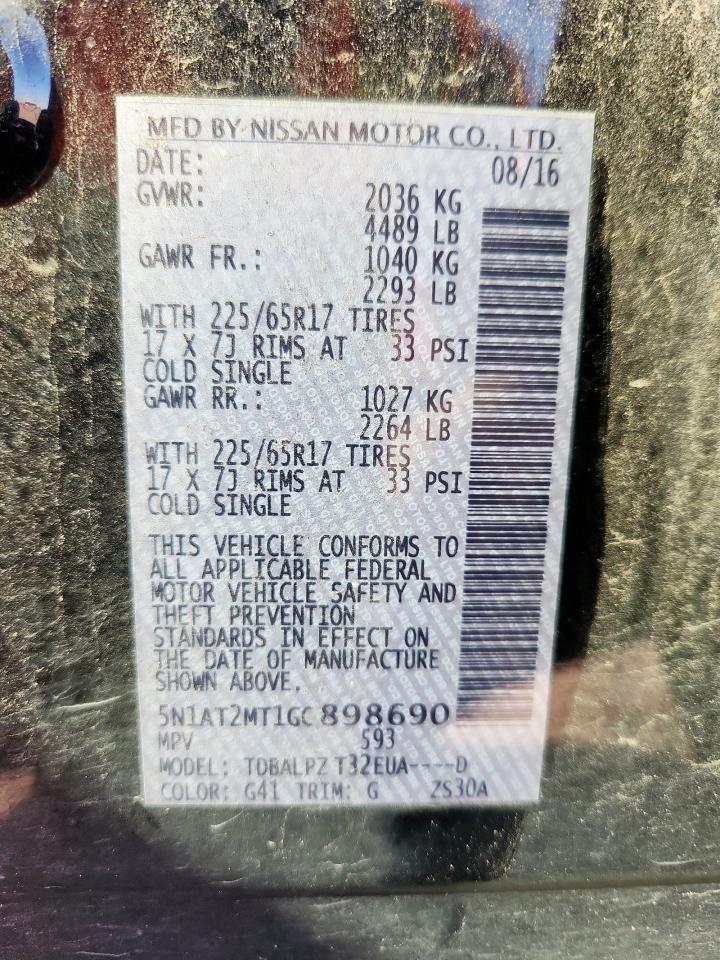 MFD BY NISSAN MOTOR CO., LTD.
DATE: 08/16
GVWR: 2036 KG
4489 LB
GAWR FR.: 1040 KG
2293 LB
WITH 225/65R17 TIRES
17 X 7J RIMS AT 33 PSI
COLD SINGLE
GAWR RR.: 1027 KG
2264 LB
WITH 225/65R17 TIRES
17 X 7J RIMS AT 33 PSI
COLD SINGLE
THIS VEHICLE CONFORMS TO
ALL APPLICABLE FEDERAL
MOTOR VEHICLE SAFETY AND
THEFT PREVENTION
STANDARDS IN EFFECT ON
THE DATE OF MANUFACTURE
SHOWN ABOVE.
5N1AT2MT1GC898690
MPV 593
MODEL: TDBALPZ T32EUA----D
COLOR: G41 TRIM: G ZS30A